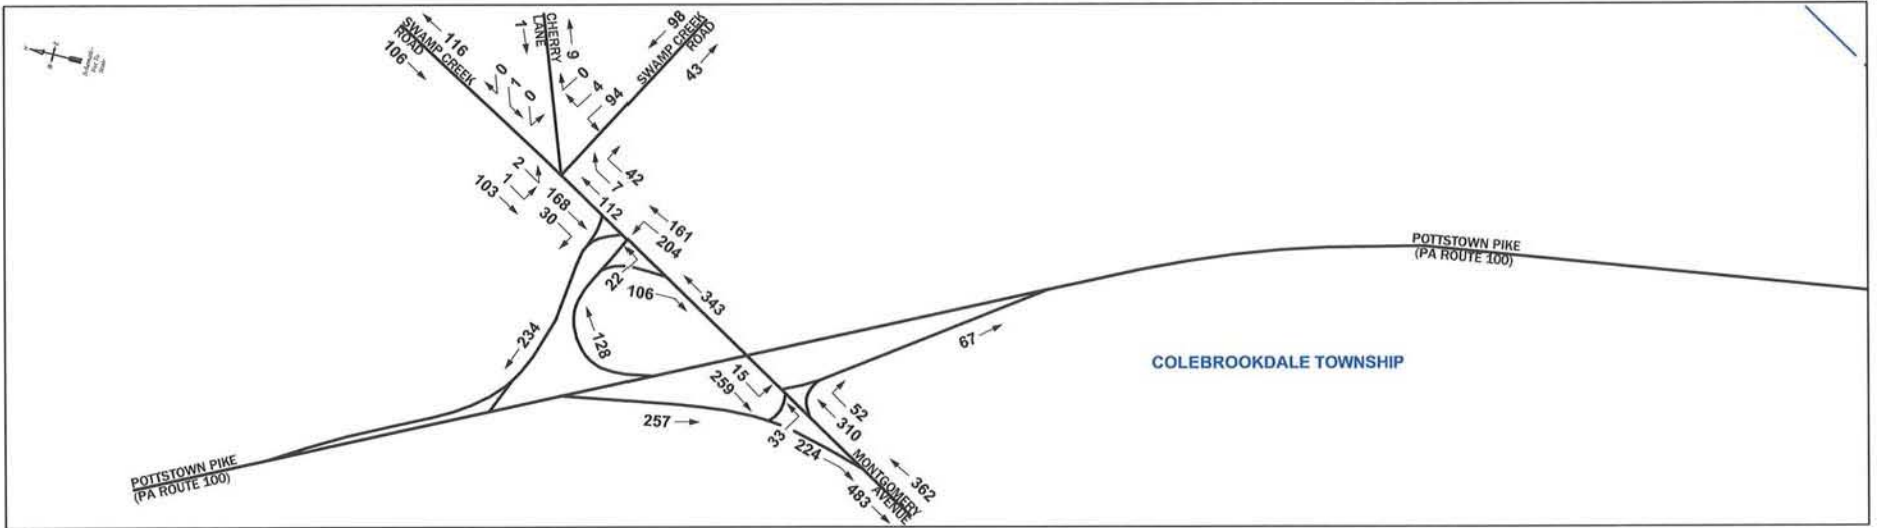 SWAMP CREEK
ROAD
116
106
CHERRY
LANE
1
9
98
SWAMP CREEK
ROAD
43
0
1
0
0
4
94
2
1
103
168
30
42
7
112
161
204
22
106
343
234
128
15
259
257
33
224
52
310
67
362
483
MONTGOMERY
AVENUE
POTTSTOWN PIKE
(PA ROUTE 100)
POTTSTOWN PIKE
(PA ROUTE 100)
COLEBROOKDALE TOWNSHIP